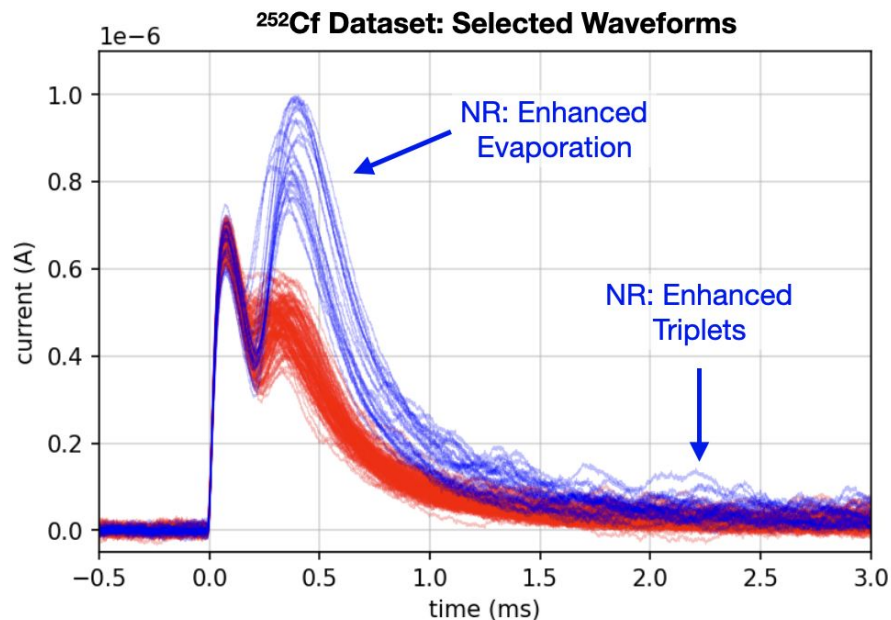 ²⁵²Cf Dataset: Selected Waveforms
1e−6
NR: Enhanced
Evaporation
NR: Enhanced
Triplets
1.0
0.8
0.6
0.4
0.2
0.0
current (A)
−0.5 0.0 0.5 1.0 1.5 2.0 2.5 3.0
time (ms)